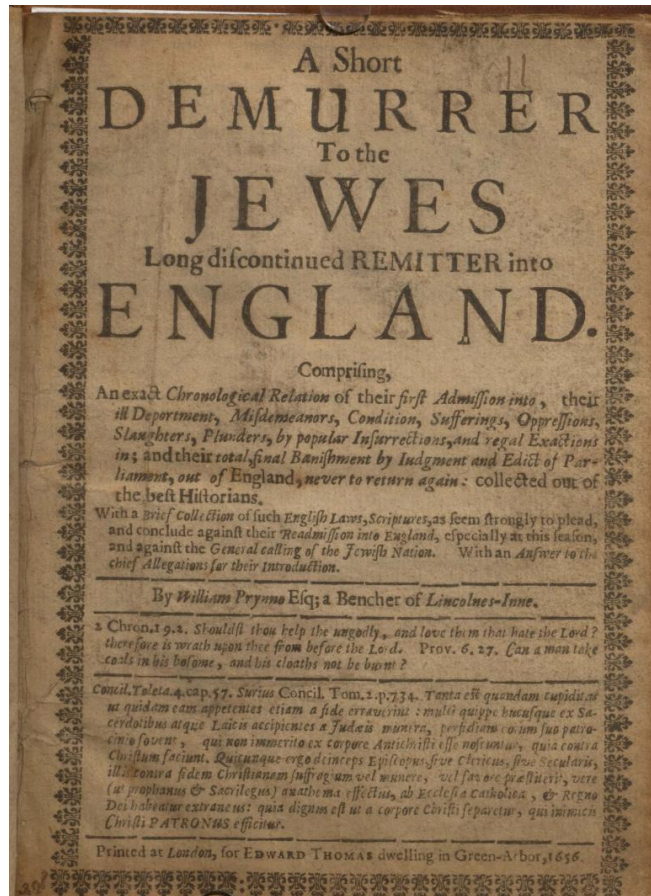 A Short
DEMURRER
To the
JEWES
Long discontinued REMITTER into
ENGLAND.
Comprising,
An exact Chronological Relation of their first Admission into, their
ill Deportment, Misdemeanors, Condition, Sufferings, Oppressions,
Slaughters, Plunders, by popular Insurrections, and regal Exactions
in; and their total, final Banishment by Judgment and Edict of Par-
liament, out of England, never to return again: collected out of
the best Historians.
With a Brief Collection of such English Laws, Scriptures, as seem strongly to plead,
and conclude against their Readmission into England, especially at this season,
and against the General calling of the Jewish Nation. With an Answer to the
chief Allegations for their Introduction.
By William Prynne Esq; a Bencher of Lincolnes-Inne.
2 Chron. 19. 2. Shouldst thou help the ungodly, and love them that hate the Lord?
therefore is wrath upon thee from before the Lord. Prov. 6. 27. Can a man take
coals in his bosome, and his cloaths not be burnt?
Concil. Toleta. 4. cap. 57. Surius Concil. Tom. 2. p. 734. Tanta est quorundam cupiditas
ut quidam eam appetentes etiam a fide erraverint: multi quippe hucusque ex Sa-
cerdotibus atque Laicis accipientes a Judæis munera, perfidiam eorum suo patro-
cinio fovent, qui non immerito ex corpore Antichristi esse noscuntur, quia contra
Christum faciunt. Quicunque ergo deinceps Episcopus, sive Clericus, sive Secularis,
illis contra fidem Christianam suffragium vel munere, vel favore præstiterit, vere
(ut prophanus & Sacrilegus) anathema effectus, ab Ecclesia Catholica, & Regno
Dei habeatur extraneus: quia dignum est ut a corpore Christi separetur, qui inimicis
Christi PATRONUS efficitur.
Printed at London, for EDWARD THOMAS dwelling in Green-Arbor, 1656.